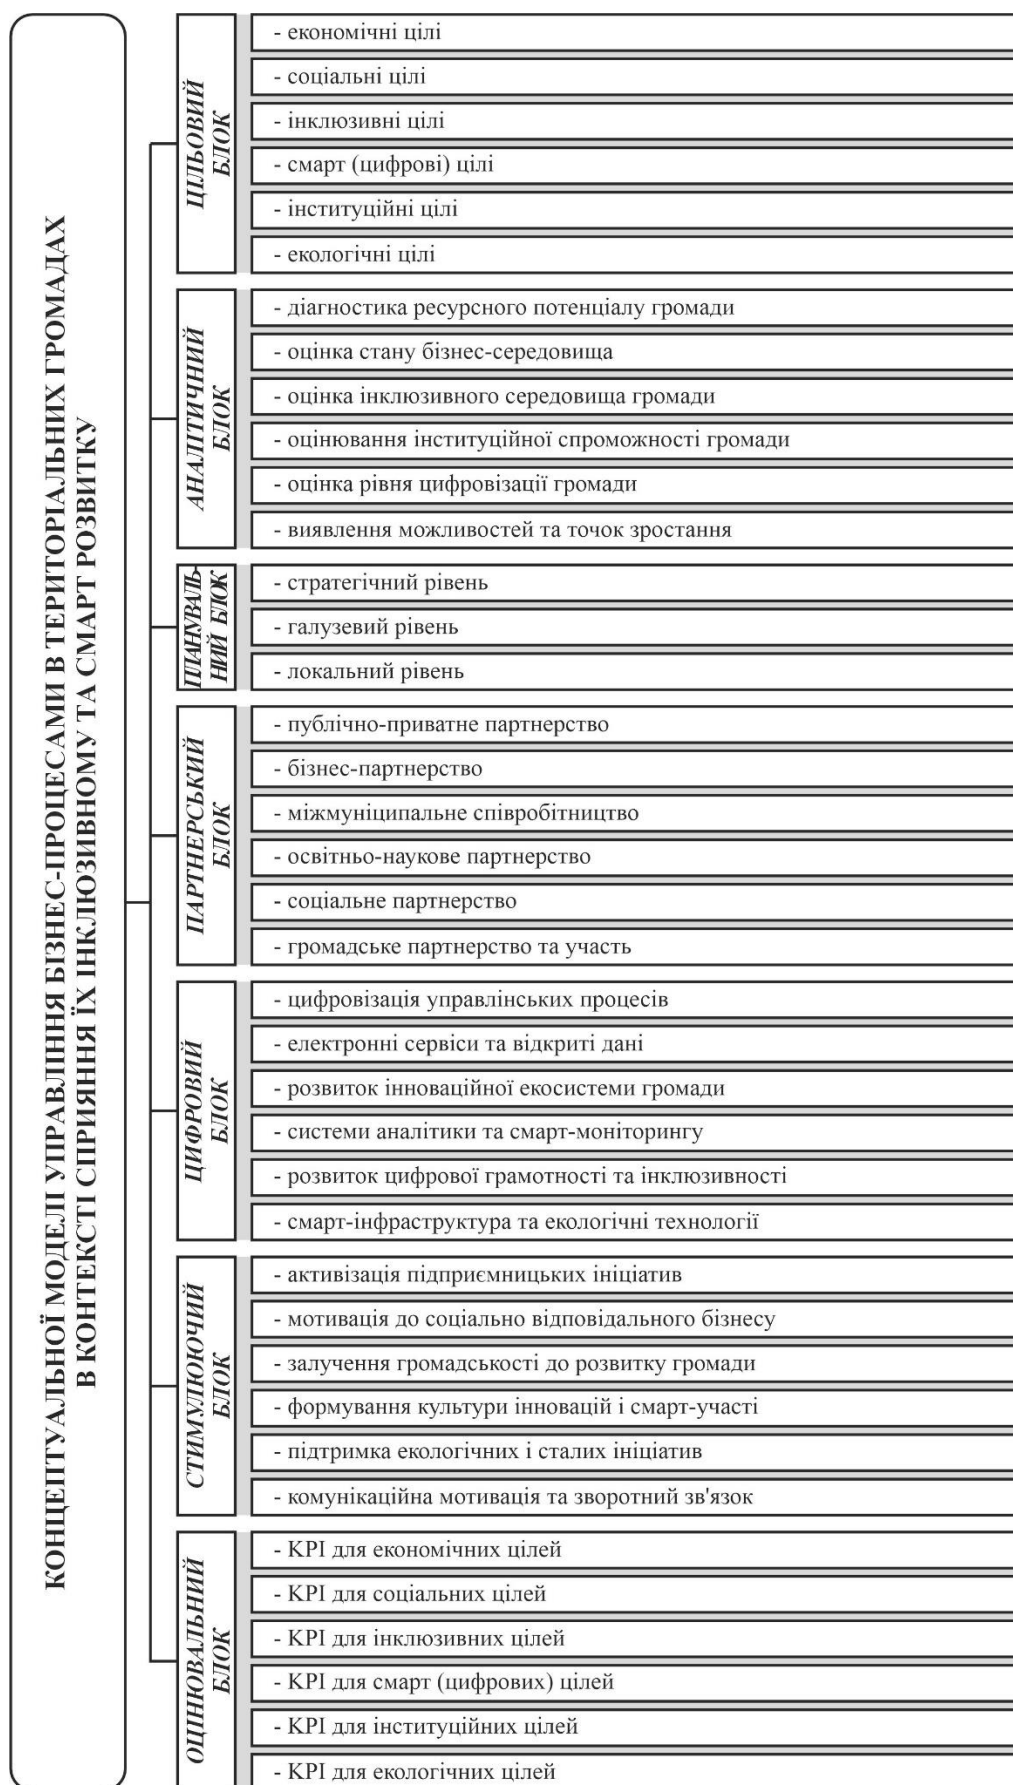 КОНЦЕПТУАЛЬНОЇ МОДЕЛІ УПРАВЛІННЯ БІЗНЕС-ПРОЦЕСАМИ В ТЕРИТОРІАЛЬНИХ ГРОМАДАХ
В КОНТЕКСТІ СПРИЯННЯ ЇХ ІНКЛЮЗИВНОМУ ТА СМАРТ РОЗВИТКУ
ЦІЛЬОВИЙ
БЛОК
- економічні цілі
- соціальні цілі
- інклюзивні цілі
- смарт (цифрові) цілі
- інституційні цілі
- екологічні цілі
АНАЛІТИЧНИЙ
БЛОК
- діагностика ресурсного потенціалу громади
- оцінка стану бізнес-середовища
- оцінка інклюзивного середовища громади
- оцінювання інституційної спроможності громади
- оцінка рівня цифровізації громади
- виявлення можливостей та точок зростання
ПЛАНУВАЛЬ-
НИЙ БЛОК
- стратегічний рівень
- галузевий рівень
- локальний рівень
ПАРТНЕРСЬКИЙ
БЛОК
- публічно-приватне партнерство
- бізнес-партнерство
- міжмуніципальне співробітництво
- освітньо-наукове партнерство
- соціальне партнерство
- громадське партнерство та участь
ЦИФРОВИЙ
БЛОК
- цифровізація управлінських процесів
- електронні сервіси та відкриті дані
- розвиток інноваційної екосистеми громади
- системи аналітики та смарт-моніторингу
- розвиток цифрової грамотності та інклюзивності
- смарт-інфраструктура та екологічні технології
СТИМУЛЮЮЧИЙ
БЛОК
- активізація підприємницьких ініціатив
- мотивація до соціально відповідального бізнесу
- залучення громадськості до розвитку громади
- формування культури інновацій і смарт-участі
- підтримка екологічних і сталих ініціатив
- комунікаційна мотивація та зворотний зв'язок
ОЦІНЮВАЛЬНИЙ
БЛОК
- KPI для економічних цілей
- KPI для соціальних цілей
- KPI для інклюзивних цілей
- KPI для смарт (цифрових) цілей
- KPI для інституційних цілей
- KPI для екологічних цілей